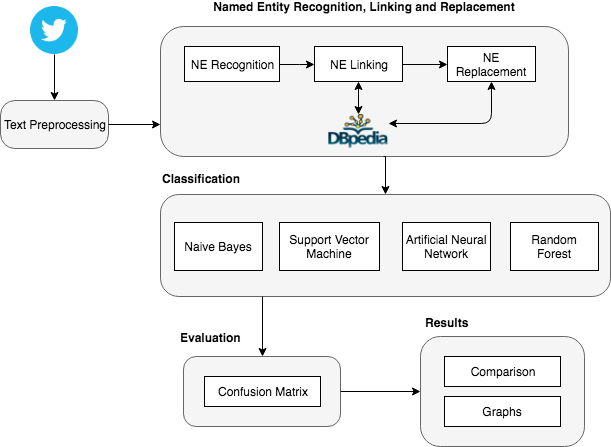 Named Entity Recognition, Linking and Replacement
NE Recognition
NE Linking
NE
Replacement
Text Preprocessing
DBpedia
Classification
Naive Bayes
Support Vector
Machine
Artificial Neural
Network
Random
Forest
Evaluation
Confusion Matrix
Results
Comparison
Graphs